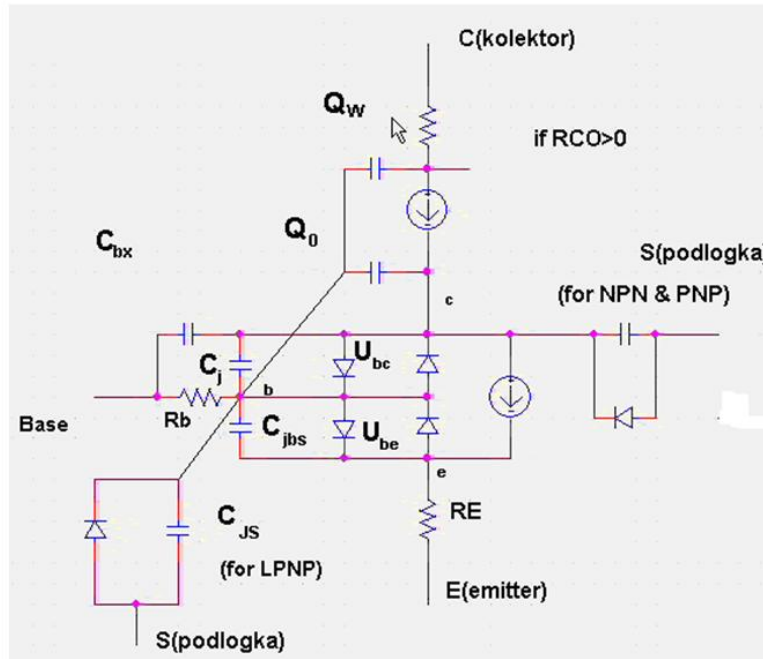 C(kolektor)
QW
if RCO>0
Q0
Cbx
S(podlogka)
c
(for NPN & PNP)
Cj
Ubc
b
Rb
Base
Cjbs
Ube
e
RE
CJS
(for LPNP)
E(emitter)
S(podlogka)